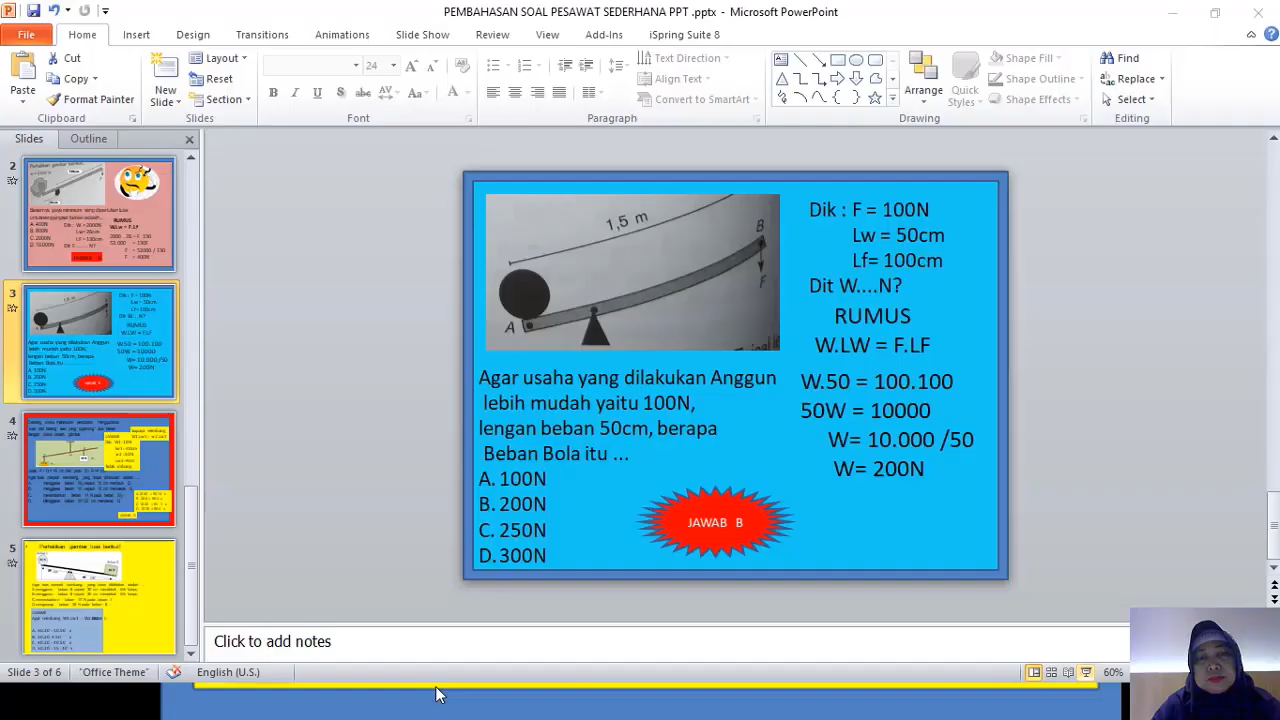 PEMBAHASAN SOAL PESAWAT SEDERHANA PPT .pptx - Microsoft PowerPoint
File Home Insert Design Transitions Animations Slide Show Review View Add-Ins iSpring Suite 8
Paste
Cut
Copy
Format Painter
Clipboard
New Slide
Layout
Reset
Section
Slides
24
Font
Paragraph
Text Direction
Align Text
Convert to SmartArt
Arrange
Quick Styles
Shape Fill
Shape Outline
Shape Effects
Drawing
Find
Replace
Select
Editing
Slides Outline
2
3
4
5
1,5 m
A
B
F
Dik : F = 100N
Lw = 50cm
Lf= 100cm
Dit W....N?
RUMUS
W.LW = F.LF
W.50 = 100.100
50W = 10000
W= 10.000 /50
W= 200N
Agar usaha yang dilakukan Anggun
lebih mudah yaitu 100N,
lengan beban 50cm, berapa
Beban Bola itu ...
A. 100N
B. 200N
C. 250N
D.300N
JAWAB B
Click to add notes
Slide 3 of 6 "Office Theme" English (U.S.) 60%